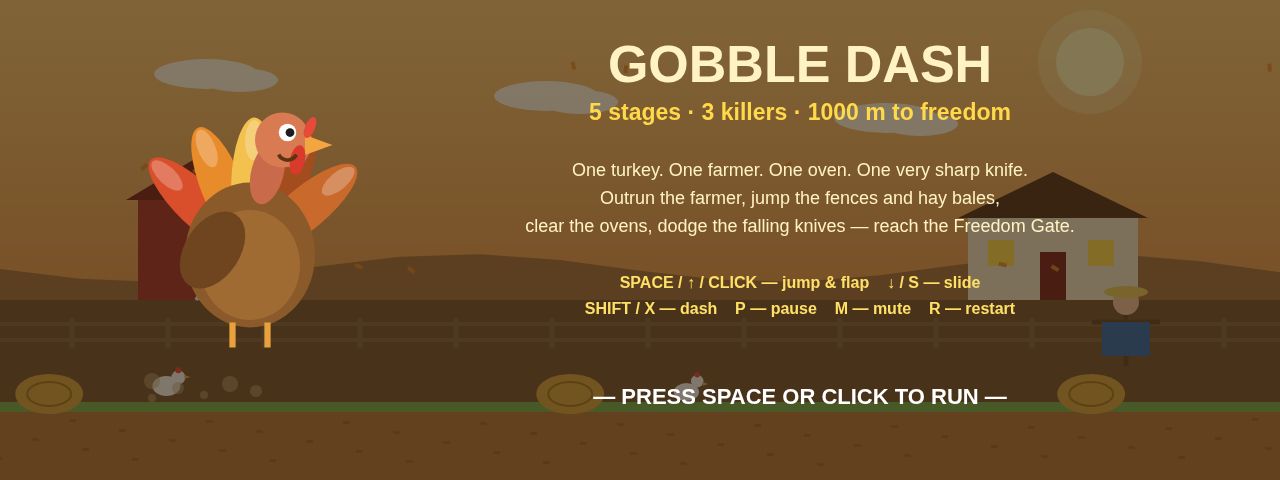 GOBBLE DASH
5 stages · 3 killers · 1000 m to freedom
One turkey. One farmer. One oven. One very sharp knife.
Outrun the farmer, jump the fences and hay bales,
clear the ovens, dodge the falling knives — reach the Freedom Gate.
SPACE / ↑ / CLICK — jump & flap ↓ / S — slide
SHIFT / X — dash P — pause M — mute R — restart
— PRESS SPACE OR CLICK TO RUN —